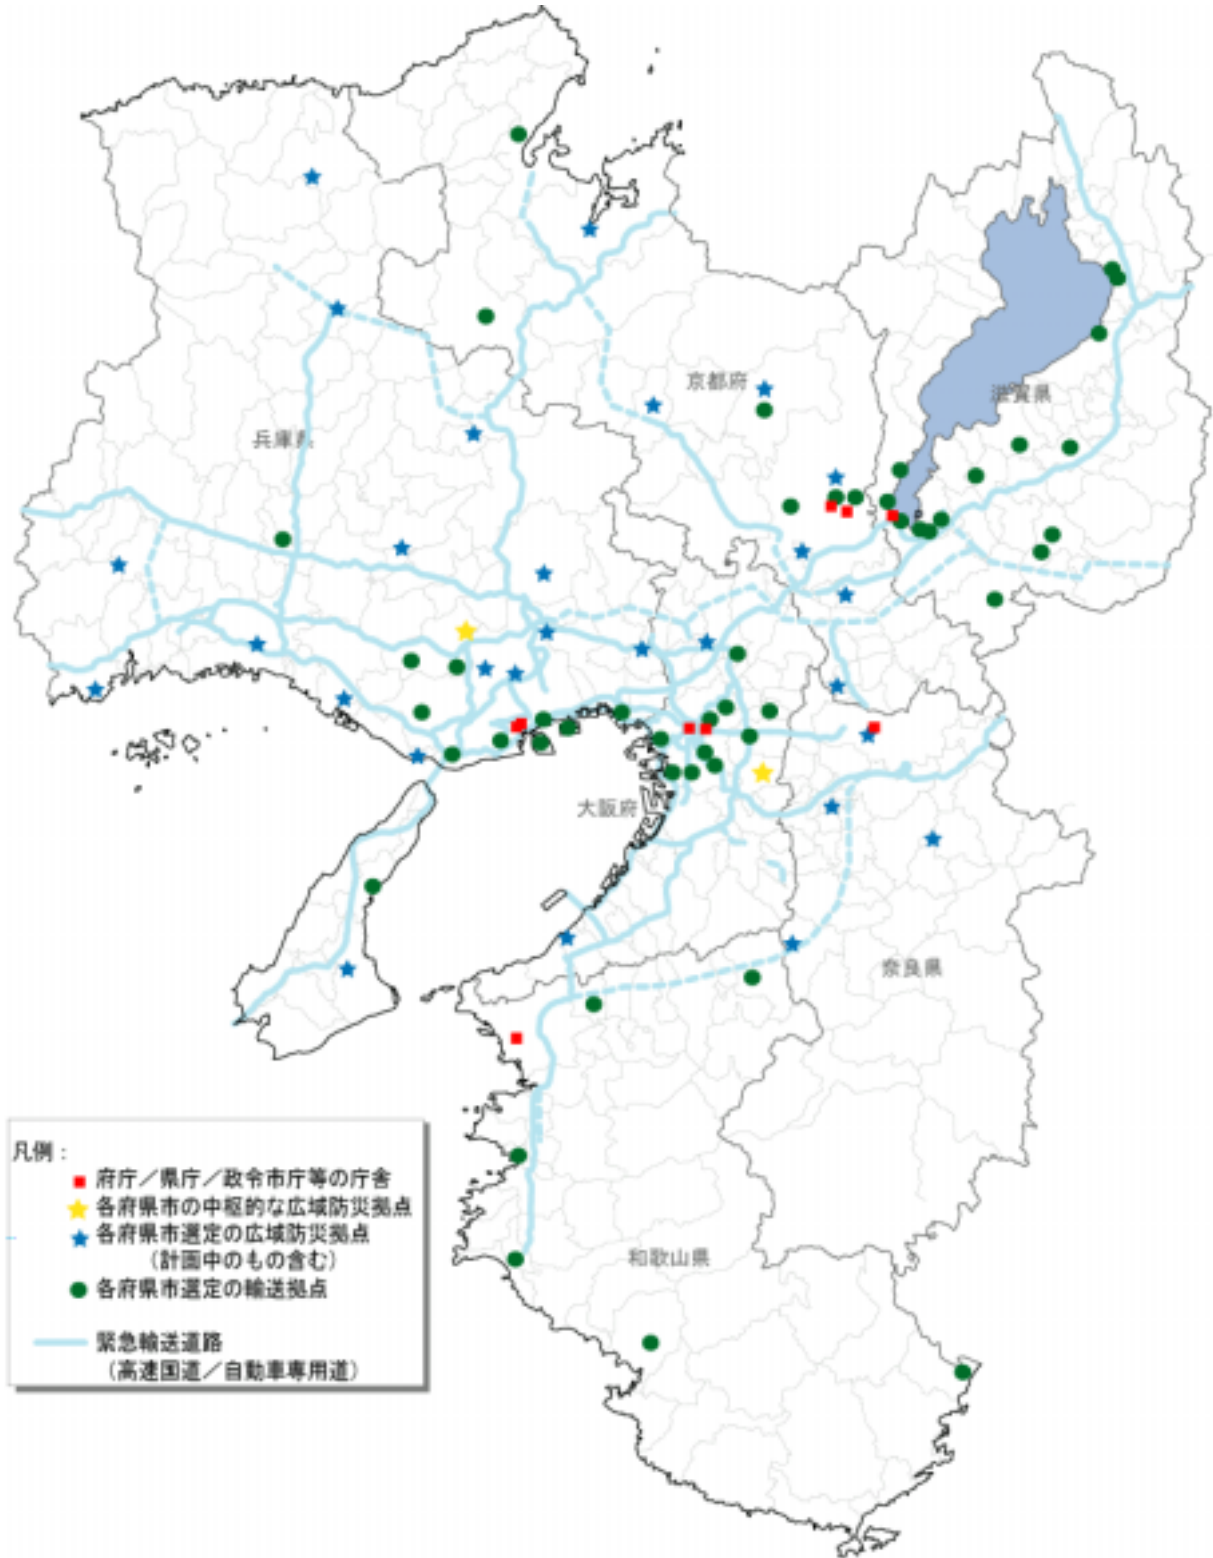 京都府
滋賀県
兵庫県
大阪府
奈良県
和歌山県
凡例：
府庁／県庁／政令市庁等の庁舎
各府県市の中枢的な広域防災拠点
各府県市選定の広域防災拠点
（計画中のもの含む）
各府県市選定の輸送拠点
緊急輸送道路
（高速国道／自動車専用道）